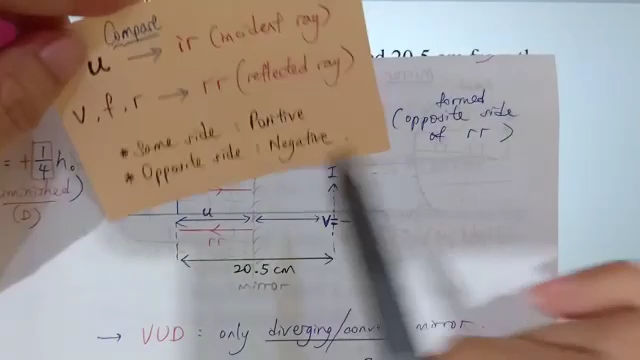 Compare
u → ir (incident ray)
v, f, r → rr (reflected ray)
* Same side : Positive
* Opposite side : Negative.
20.5 cm
formed
(opposite side
of rr)
= + 1/4 h₀
(D)
I
u
v
rr
20.5 cm
mirror
→ VUD : only diverging/conv mirror.